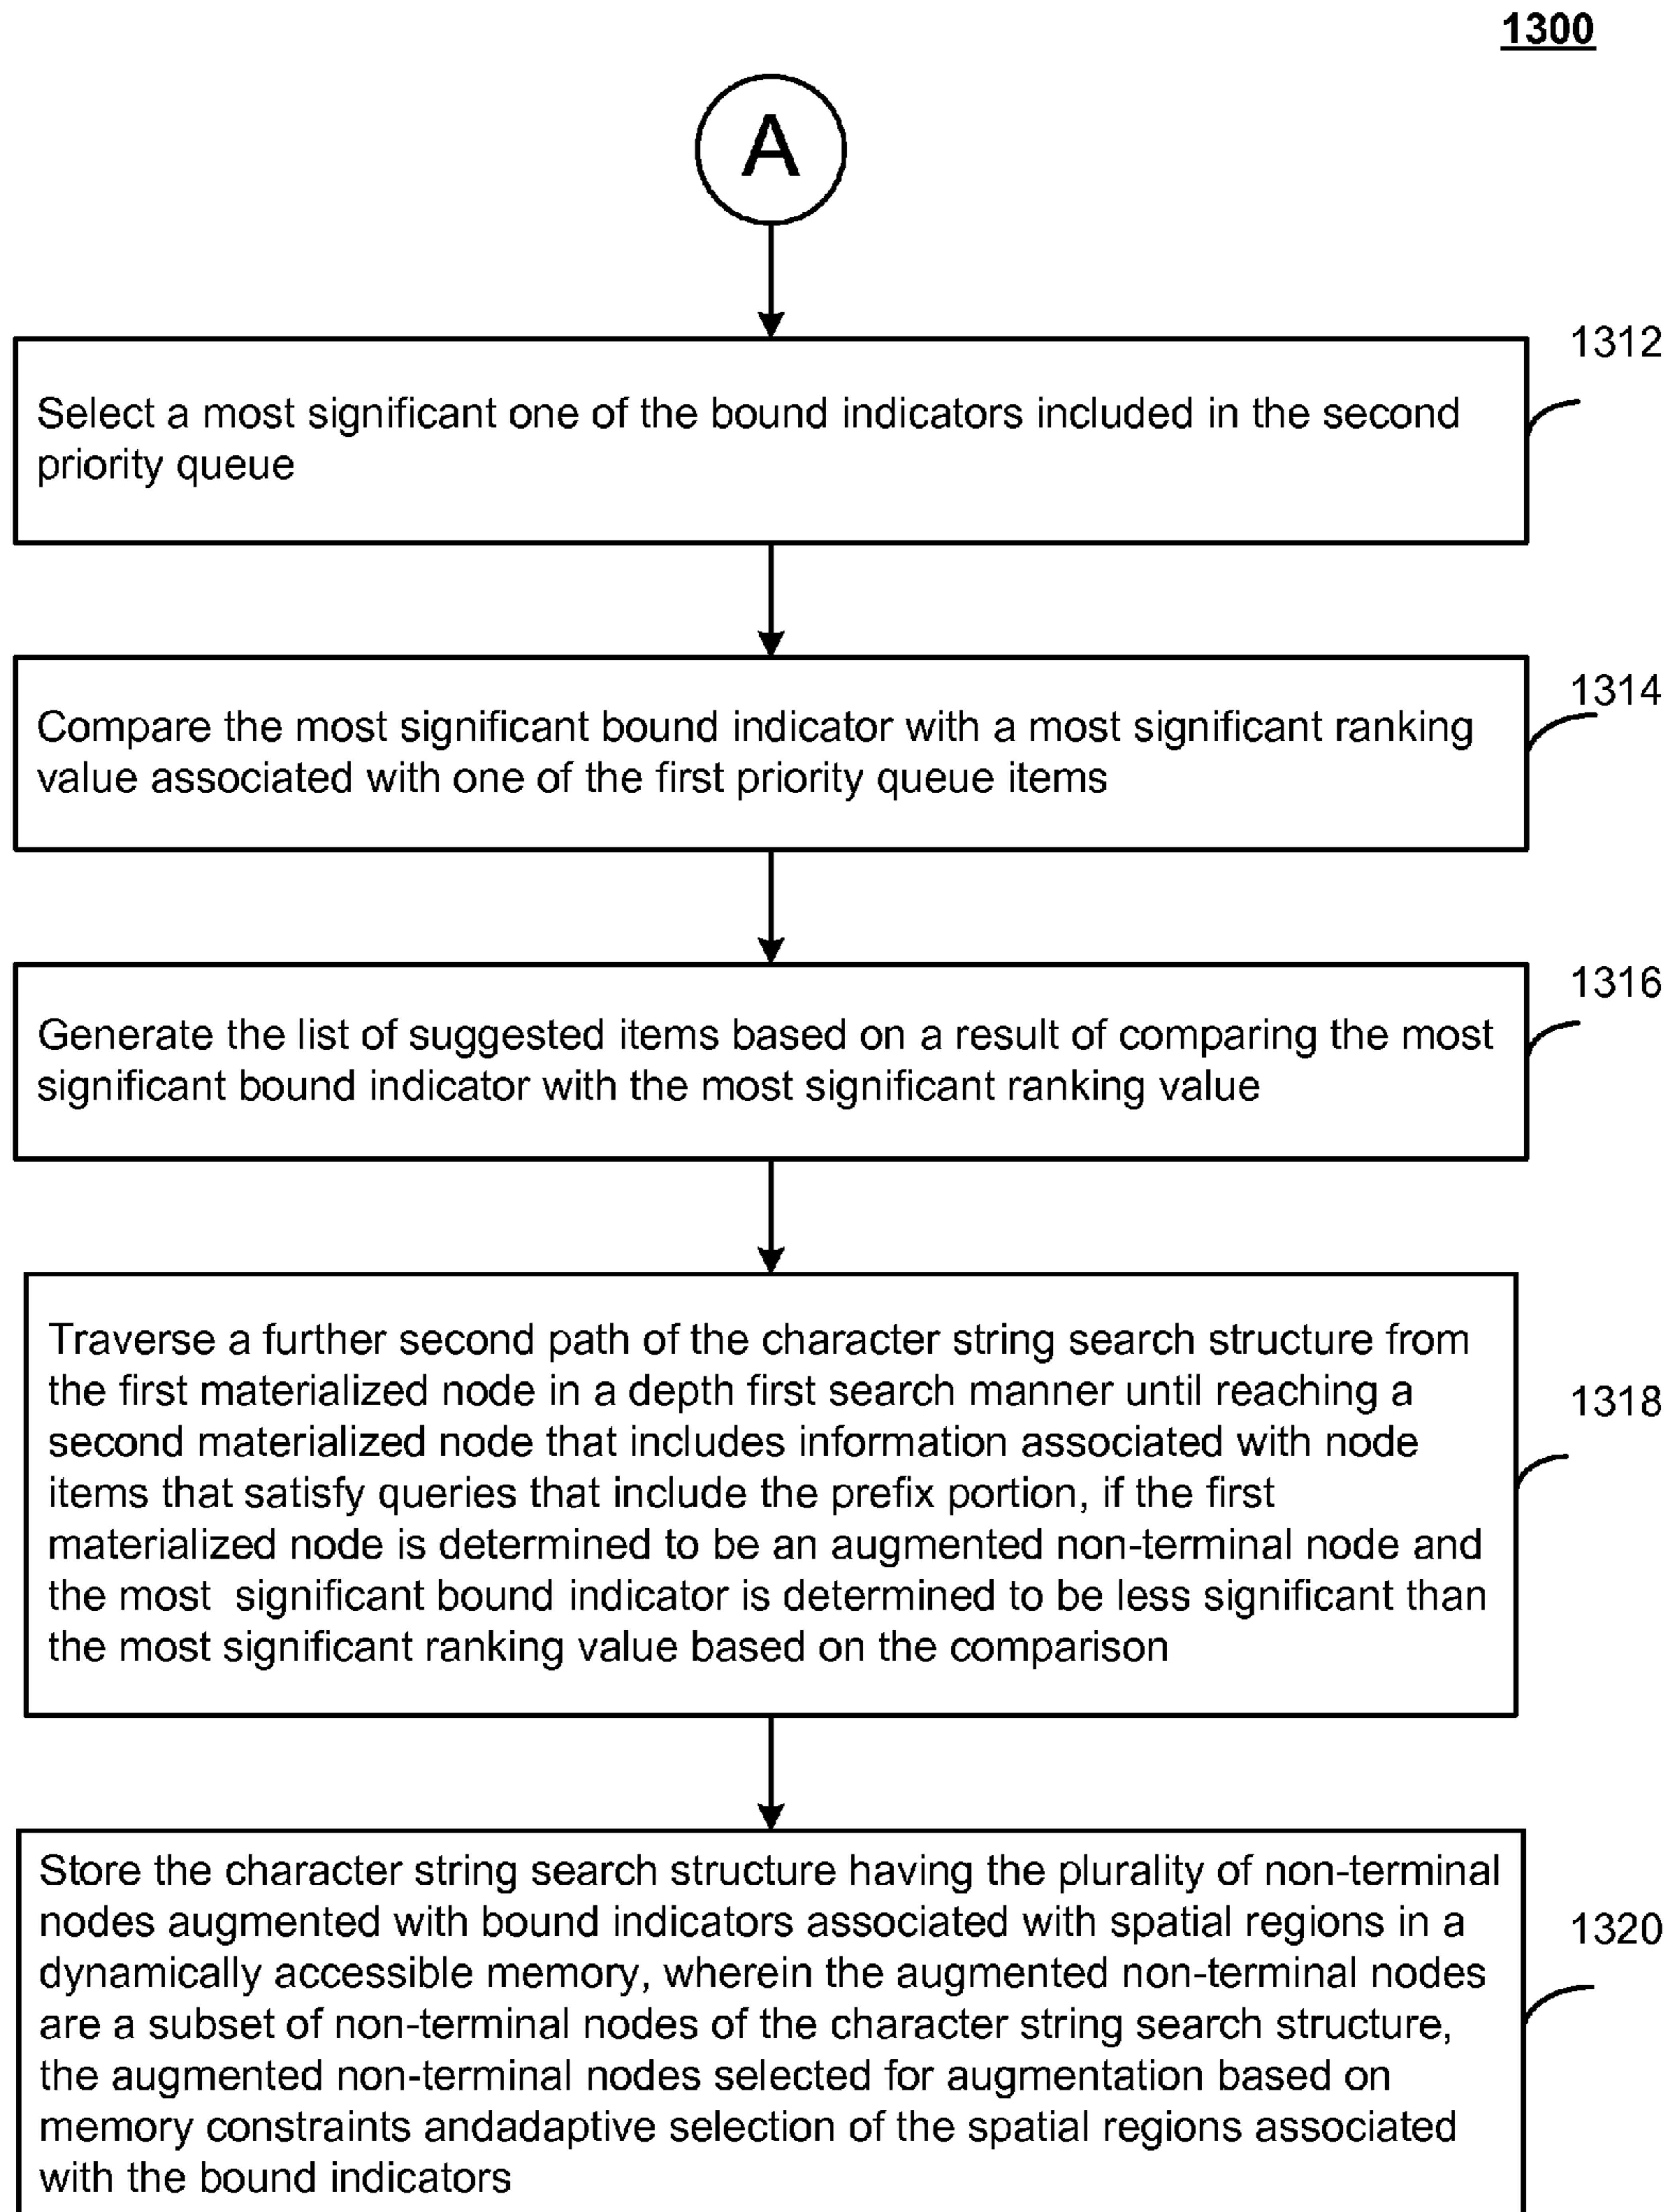 1300
A
1312
Select a most significant one of the bound indicators included in the second
priority queue
1314
Compare the most significant bound indicator with a most significant ranking
value associated with one of the first priority queue items
1316
Generate the list of suggested items based on a result of comparing the most
significant bound indicator with the most significant ranking value
Traverse a further second path of the character string search structure from
the first materialized node in a depth first search manner until reaching a
1318
second materialized node that includes information associated with node
items that satisfy queries that include the prefix portion, if the first
materialized node is determined to be an augmented non-terminal node and
the most significant bound indicator is determined to be less significant than
the most significant ranking value based on the comparison
Store the character string search structure having the plurality of non-terminal
nodes augmented with bound indicators associated with spatial regions in a
1320
dynamically accessible memory, wherein the augmented non-terminal nodes
are a subset of non-terminal nodes of the character string search structure,
the augmented non-terminal nodes selected for augmentation based on
memory constraints andadaptive selection of the spatial regions associated
with the bound indicators